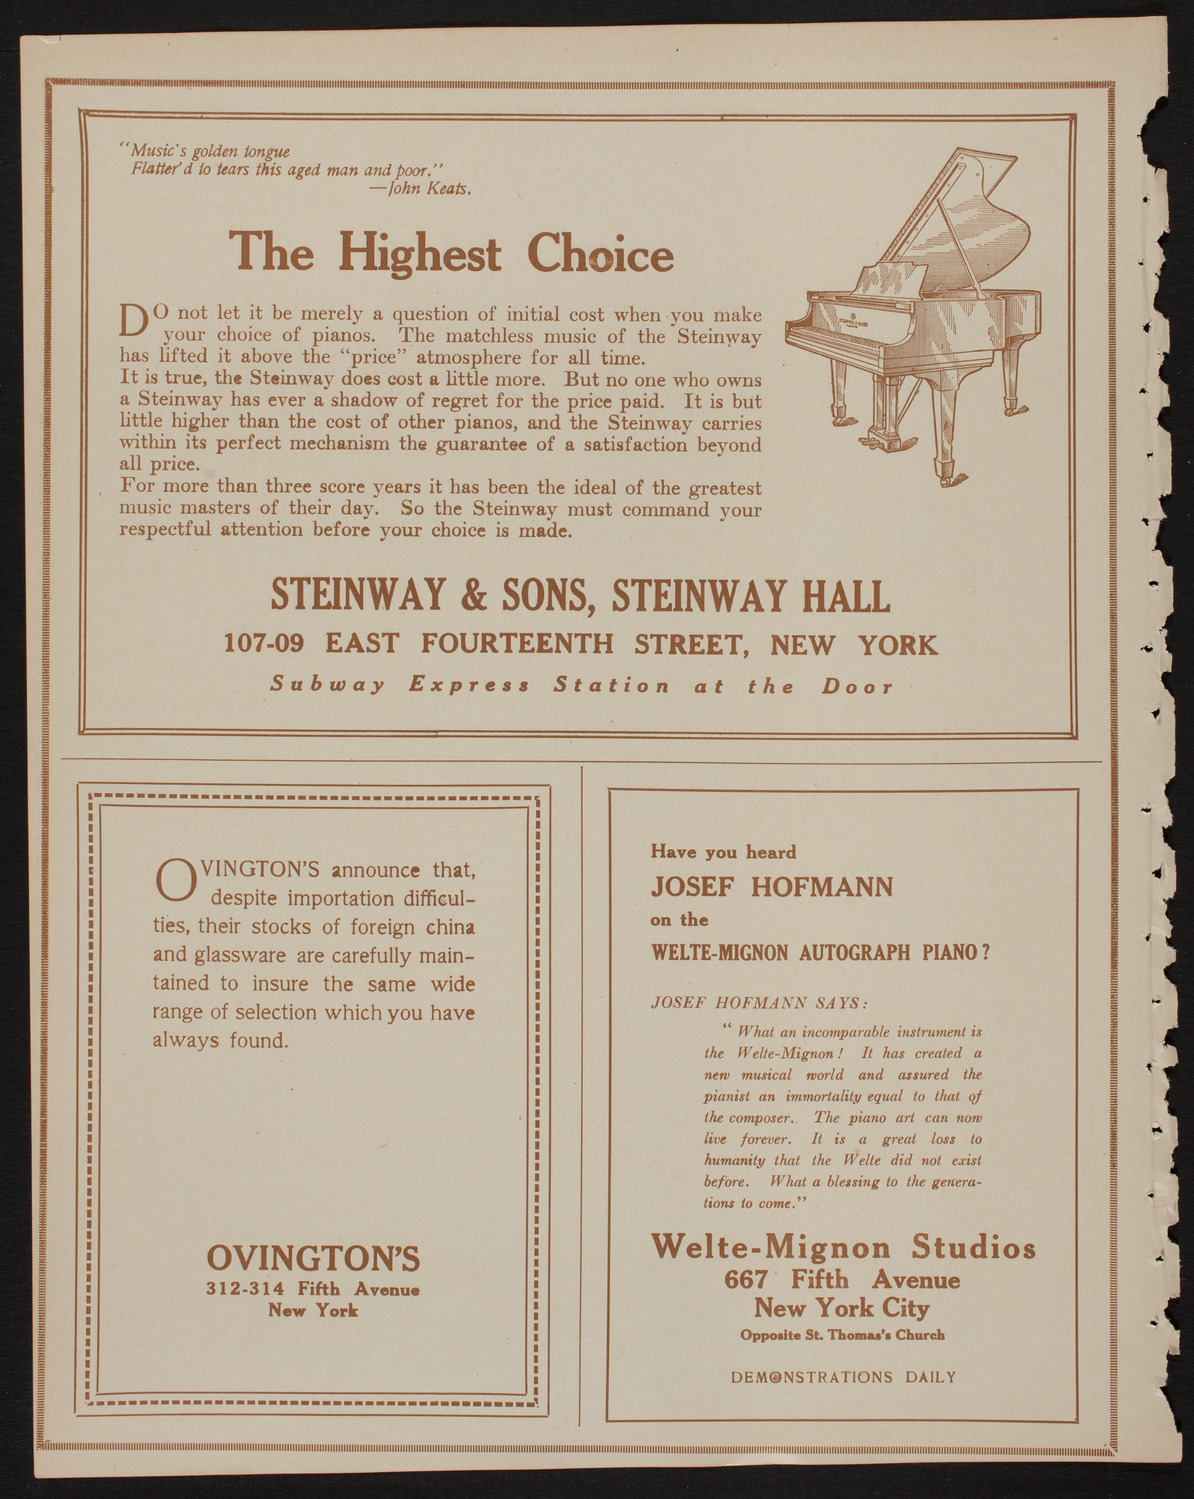 “Music's golden tongue
Flatter'd to tears this aged man and poor.”
—John Keats.
The Highest Choice
DO not let it be merely a question of initial cost when you make
your choice of pianos. The matchless music of the Steinway
has lifted it above the “price” atmosphere for all time.
It is true, the Steinway does cost a little more. But no one who owns
a Steinway has ever a shadow of regret for the price paid. It is but
little higher than the cost of other pianos, and the Steinway carries
within its perfect mechanism the guarantee of a satisfaction beyond
all price.
For more than three score years it has been the ideal of the greatest
music masters of their day. So the Steinway must command your
respectful attention before your choice is made.
STEINWAY & SONS, STEINWAY HALL
107-09 EAST FOURTEENTH STREET, NEW YORK
Subway Express Station at the Door
OVINGTON'S announce that,
despite importation difficul-
ties, their stocks of foreign china
and glassware are carefully main-
tained to insure the same wide
range of selection which you have
always found.
OVINGTON'S
312-314 Fifth Avenue
New York
Have you heard
JOSEF HOFMANN
on the
WELTE-MIGNON AUTOGRAPH PIANO?
JOSEF HOFMANN SAYS:
“What an incomparable instrument is
the Welte-Mignon! It has created a
new musical world and assured the
pianist an immortality equal to that of
the composer. The piano art can now
live forever. It is a great loss to
humanity that the Welte did not exist
before. What a blessing to the genera-
tions to come.”
Welte-Mignon Studios
667 Fifth Avenue
New York City
Opposite St. Thomas's Church
DEMONSTRATIONS DAILY